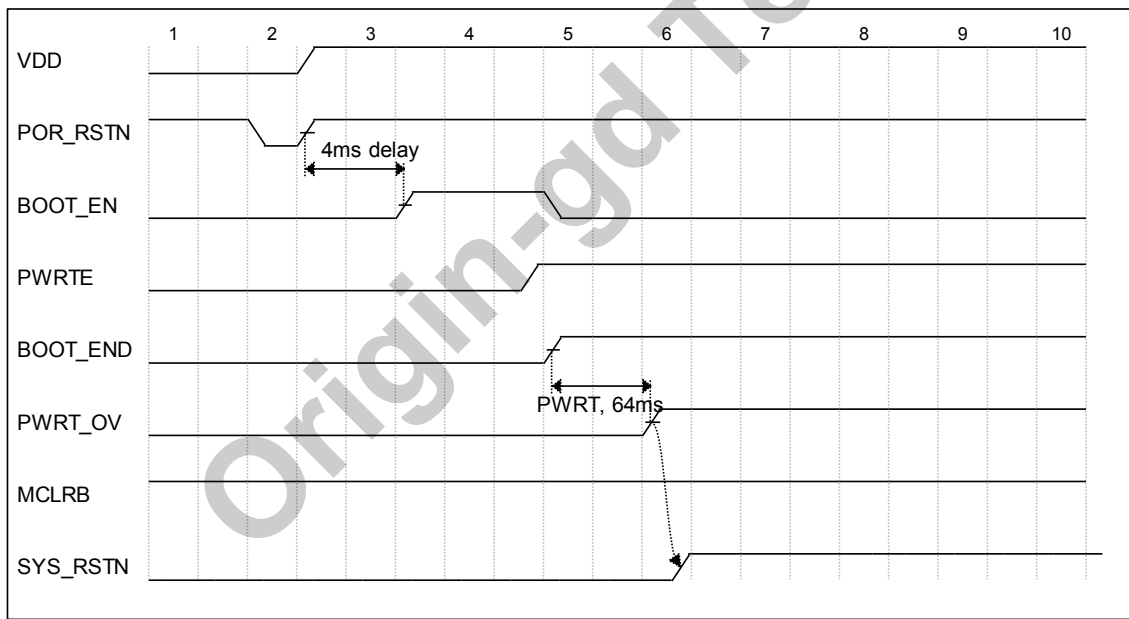 1 2 3 4 5 6 7 8 9 10
VDD
POR_RSTN
4ms delay
BOOT_EN
PWRTE
BOOT_END
PWRT, 64ms
PWRT_OV
MCLRB
SYS_RSTN
Origin-gd To